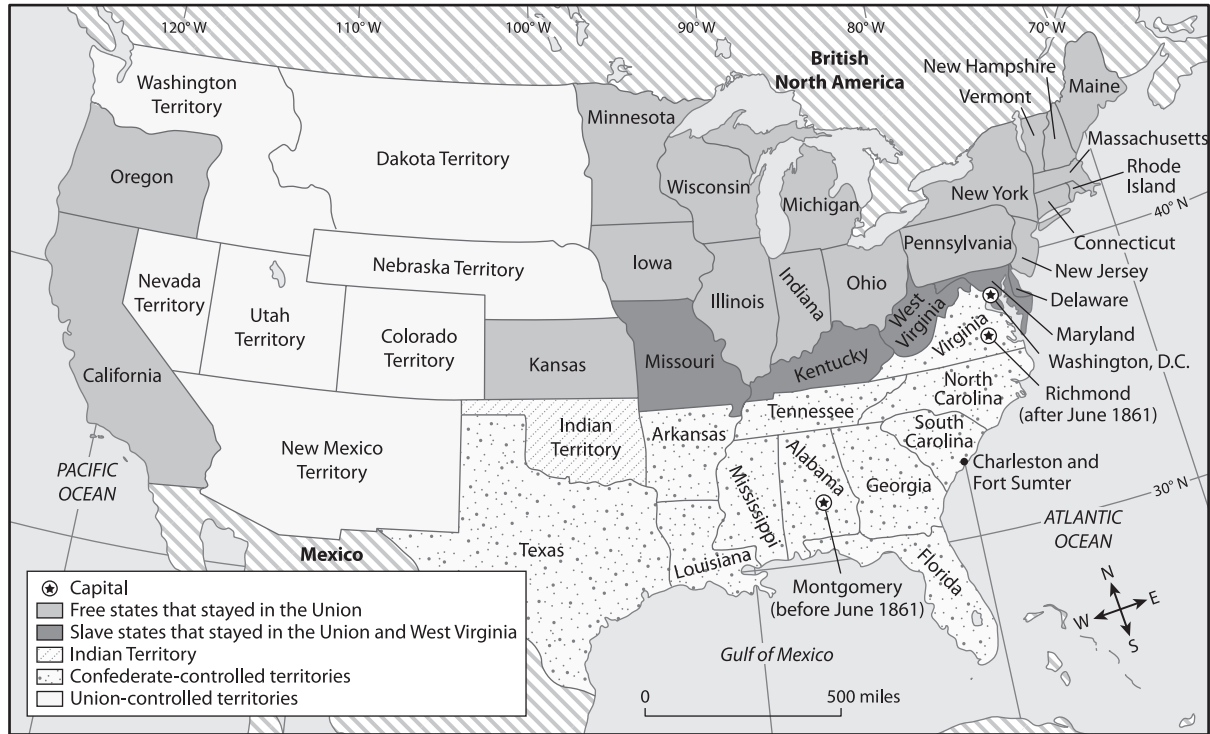 120°W
100°W
90°W
80°W
70°W
British
North America
New Hampshire
Vermont
Maine
Washington
Territory
Minnesota
Massachusetts
Dakota Territory
Oregon
Wisconsin
Rhode
Island
New York
Michigan
40° N
Pennsylvania
Connecticut
Nebraska Territory
Iowa
New Jersey
Nevada
Territory
Ohio
Indiana
Illinois
Delaware
Utah
Territory
West
Virginia
Virginia
Maryland
Colorado
Territory
Kansas
Missouri
Kentucky
Washington, D.C.
California
North
Carolina
Richmond
(after June 1861)
Tennessee
Indian
Territory
Arkansas
South
Carolina
New Mexico
Territory
Alabama
Charleston and
Fort Sumter
PACIFIC
OCEAN
Mississippi
Georgia
30° N
ATLANTIC
OCEAN
Mexico
Texas
Louisiana
Florida
Montgomery
(before June 1861)
N
E
W
S
Gulf of Mexico
Capital
Free states that stayed in the Union
Slave states that stayed in the Union and West Virginia
Indian Territory
Confederate-controlled territories
Union-controlled territories
0
500 miles